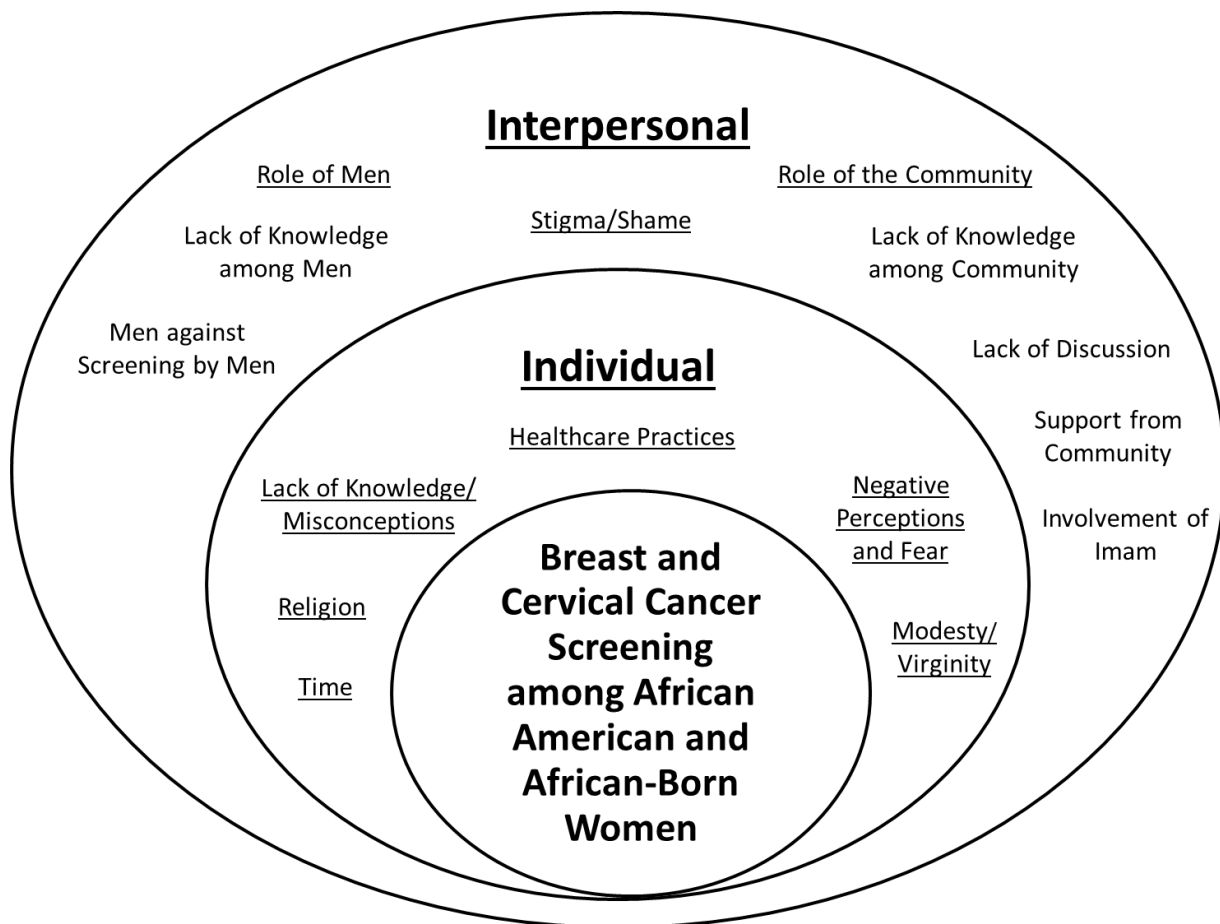 Interpersonal
Role of Men
Lack of Knowledge
among Men
Men against
Screening by Men
Stigma/Shame
Role of the Community
Lack of Knowledge
among Community
Lack of Discussion
Support from
Community
Involvement of
Imam
Individual
Healthcare Practices
Lack of Knowledge/
Misconceptions
Religion
Time
Negative
Perceptions
and Fear
Modesty/
Virginity
Breast and
Cervical Cancer
Screening
among African
American and
African-Born
Women